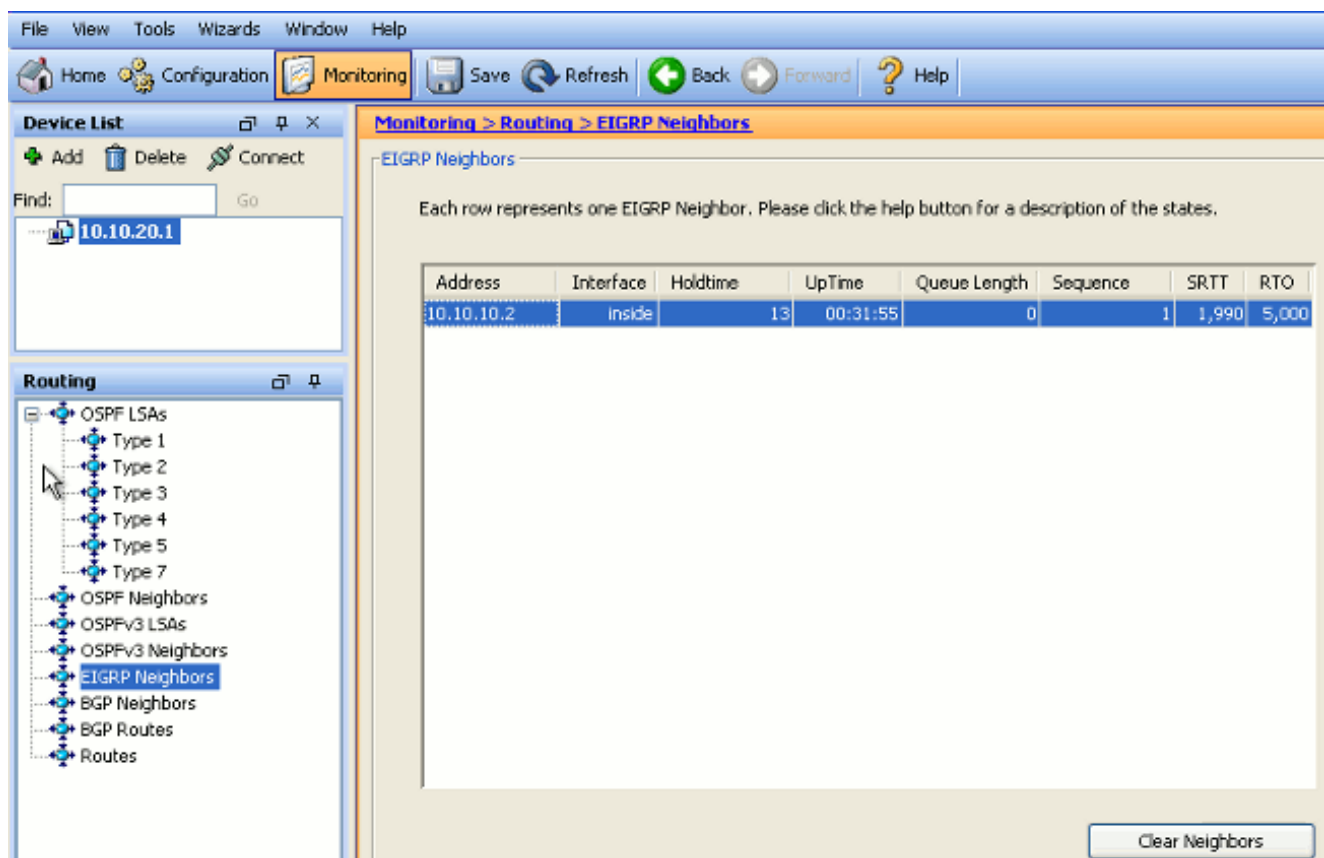 File View Tools Wizards Window Help
Home Configuration Monitoring Save Refresh Back Forward Help
Device List
Add Delete Connect
Find: Go
10.10.20.1
Routing
OSPF LSAs
Type 1
Type 2
Type 3
Type 4
Type 5
Type 7
OSPF Neighbors
OSPFv3 LSAs
OSPFv3 Neighbors
EIGRP Neighbors
BGP Neighbors
BGP Routes
Routes
Monitoring > Routing > EIGRP Neighbors
EIGRP Neighbors
Each row represents one EIGRP Neighbor. Please click the help button for a description of the states.
Address Interface Holdtime UpTime Queue Length Sequence SRTT RTO
10.10.10.2 inside 13 00:31:55 0 1 1,990 5,000
Clear Neighbors